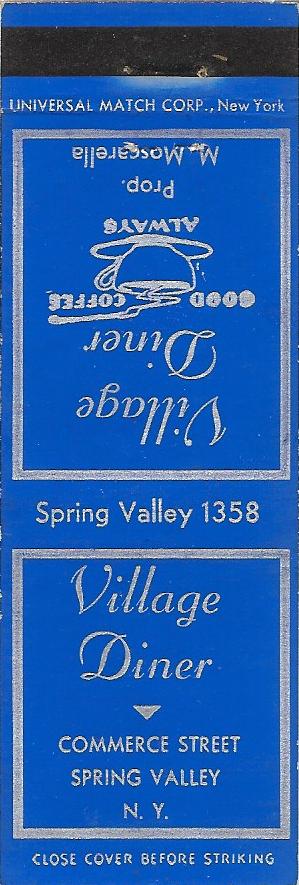 UNIVERSAL MATCH CORP., New York
Village
Diner
GOOD COFFEE
ALWAYS
Prop.
M. Moscarella
Spring Valley 1358
Village
Diner
COMMERCE STREET
SPRING VALLEY
N. Y.
CLOSE COVER BEFORE STRIKING